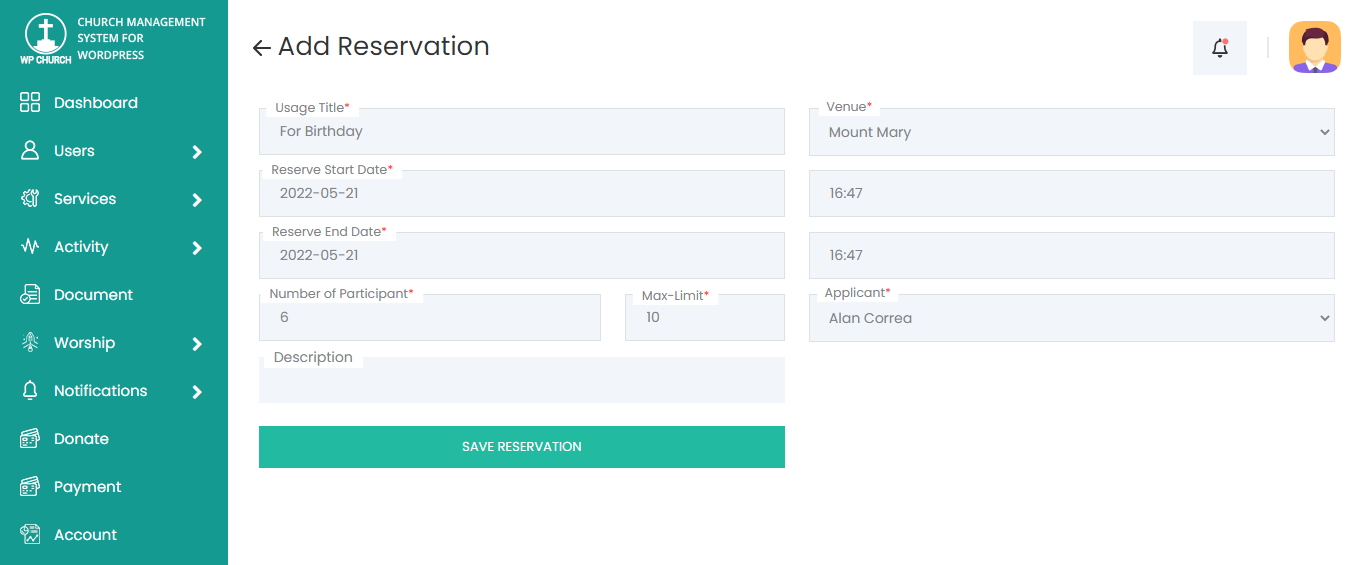 CHURCH MANAGEMENT
SYSTEM FOR
WORDPRESS
WP CHURCH
Dashboard
Users
Services
Activity
Document
Worship
Notifications
Donate
Payment
Account
Add Reservation
Usage Title*
For Birthday
Venue*
Mount Mary
Reserve Start Date*
2022-05-21
16:47
Reserve End Date*
2022-05-21
16:47
Number of Participant*
6
Max-Limit*
10
Applicant*
Alan Correa
Description
SAVE RESERVATION